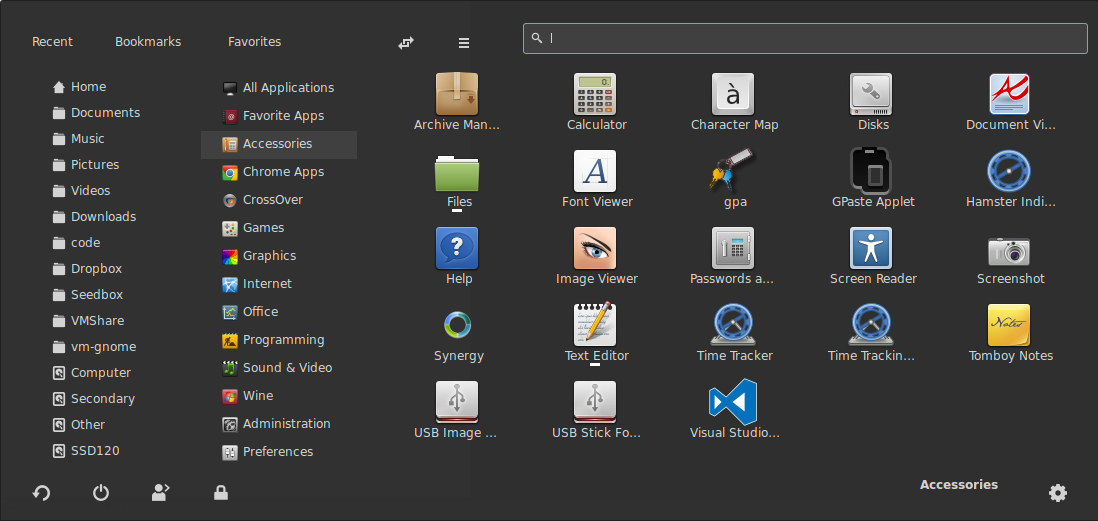 Recent
Bookmarks
Favorites
Home
Documents
Music
Pictures
Videos
Downloads
code
Dropbox
Seedbox
VMShare
vm-gnome
Computer
Secondary
Other
SSD120
All Applications
Favorite Apps
Accessories
Chrome Apps
CrossOver
Games
Graphics
Internet
Office
Programming
Sound & Video
Wine
Administration
Preferences
Archive Man...
Calculator
à
Character Map
Disks
Document Vi...
Files
A
Font Viewer
gpa
GPaste Applet
Hamster Indi...
?
Help
Image Viewer
Passwords a...
Screen Reader
Screenshot
Synergy
Text Editor
Time Tracker
Time Trackin...
Notes
Tomboy Notes
USB Image ...
USB Stick Fo...
Visual Studio...
Accessories